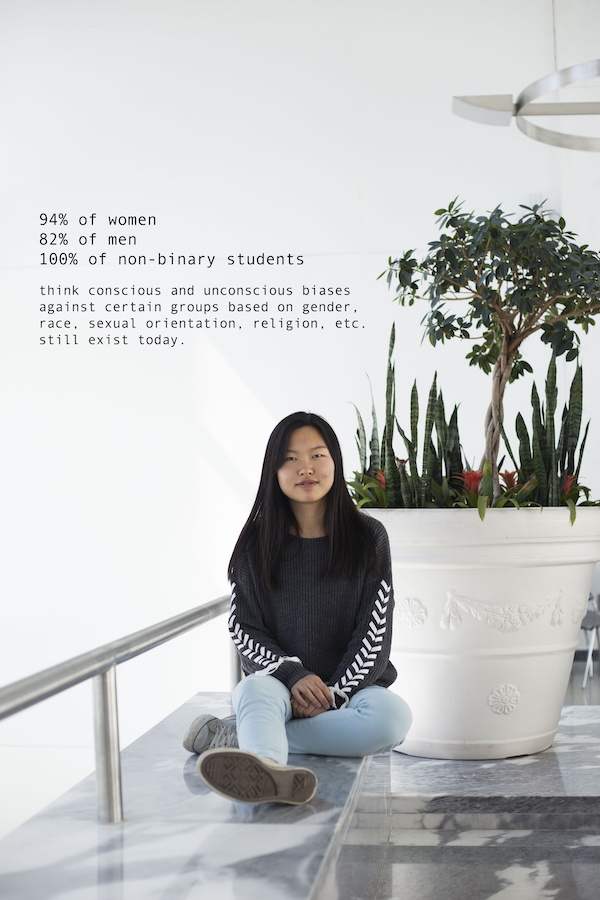 94% of women
82% of men
100% of non-binary students
think conscious and unconscious biases
against certain groups based on gender,
race, sexual orientation, religion, etc.
still exist today.